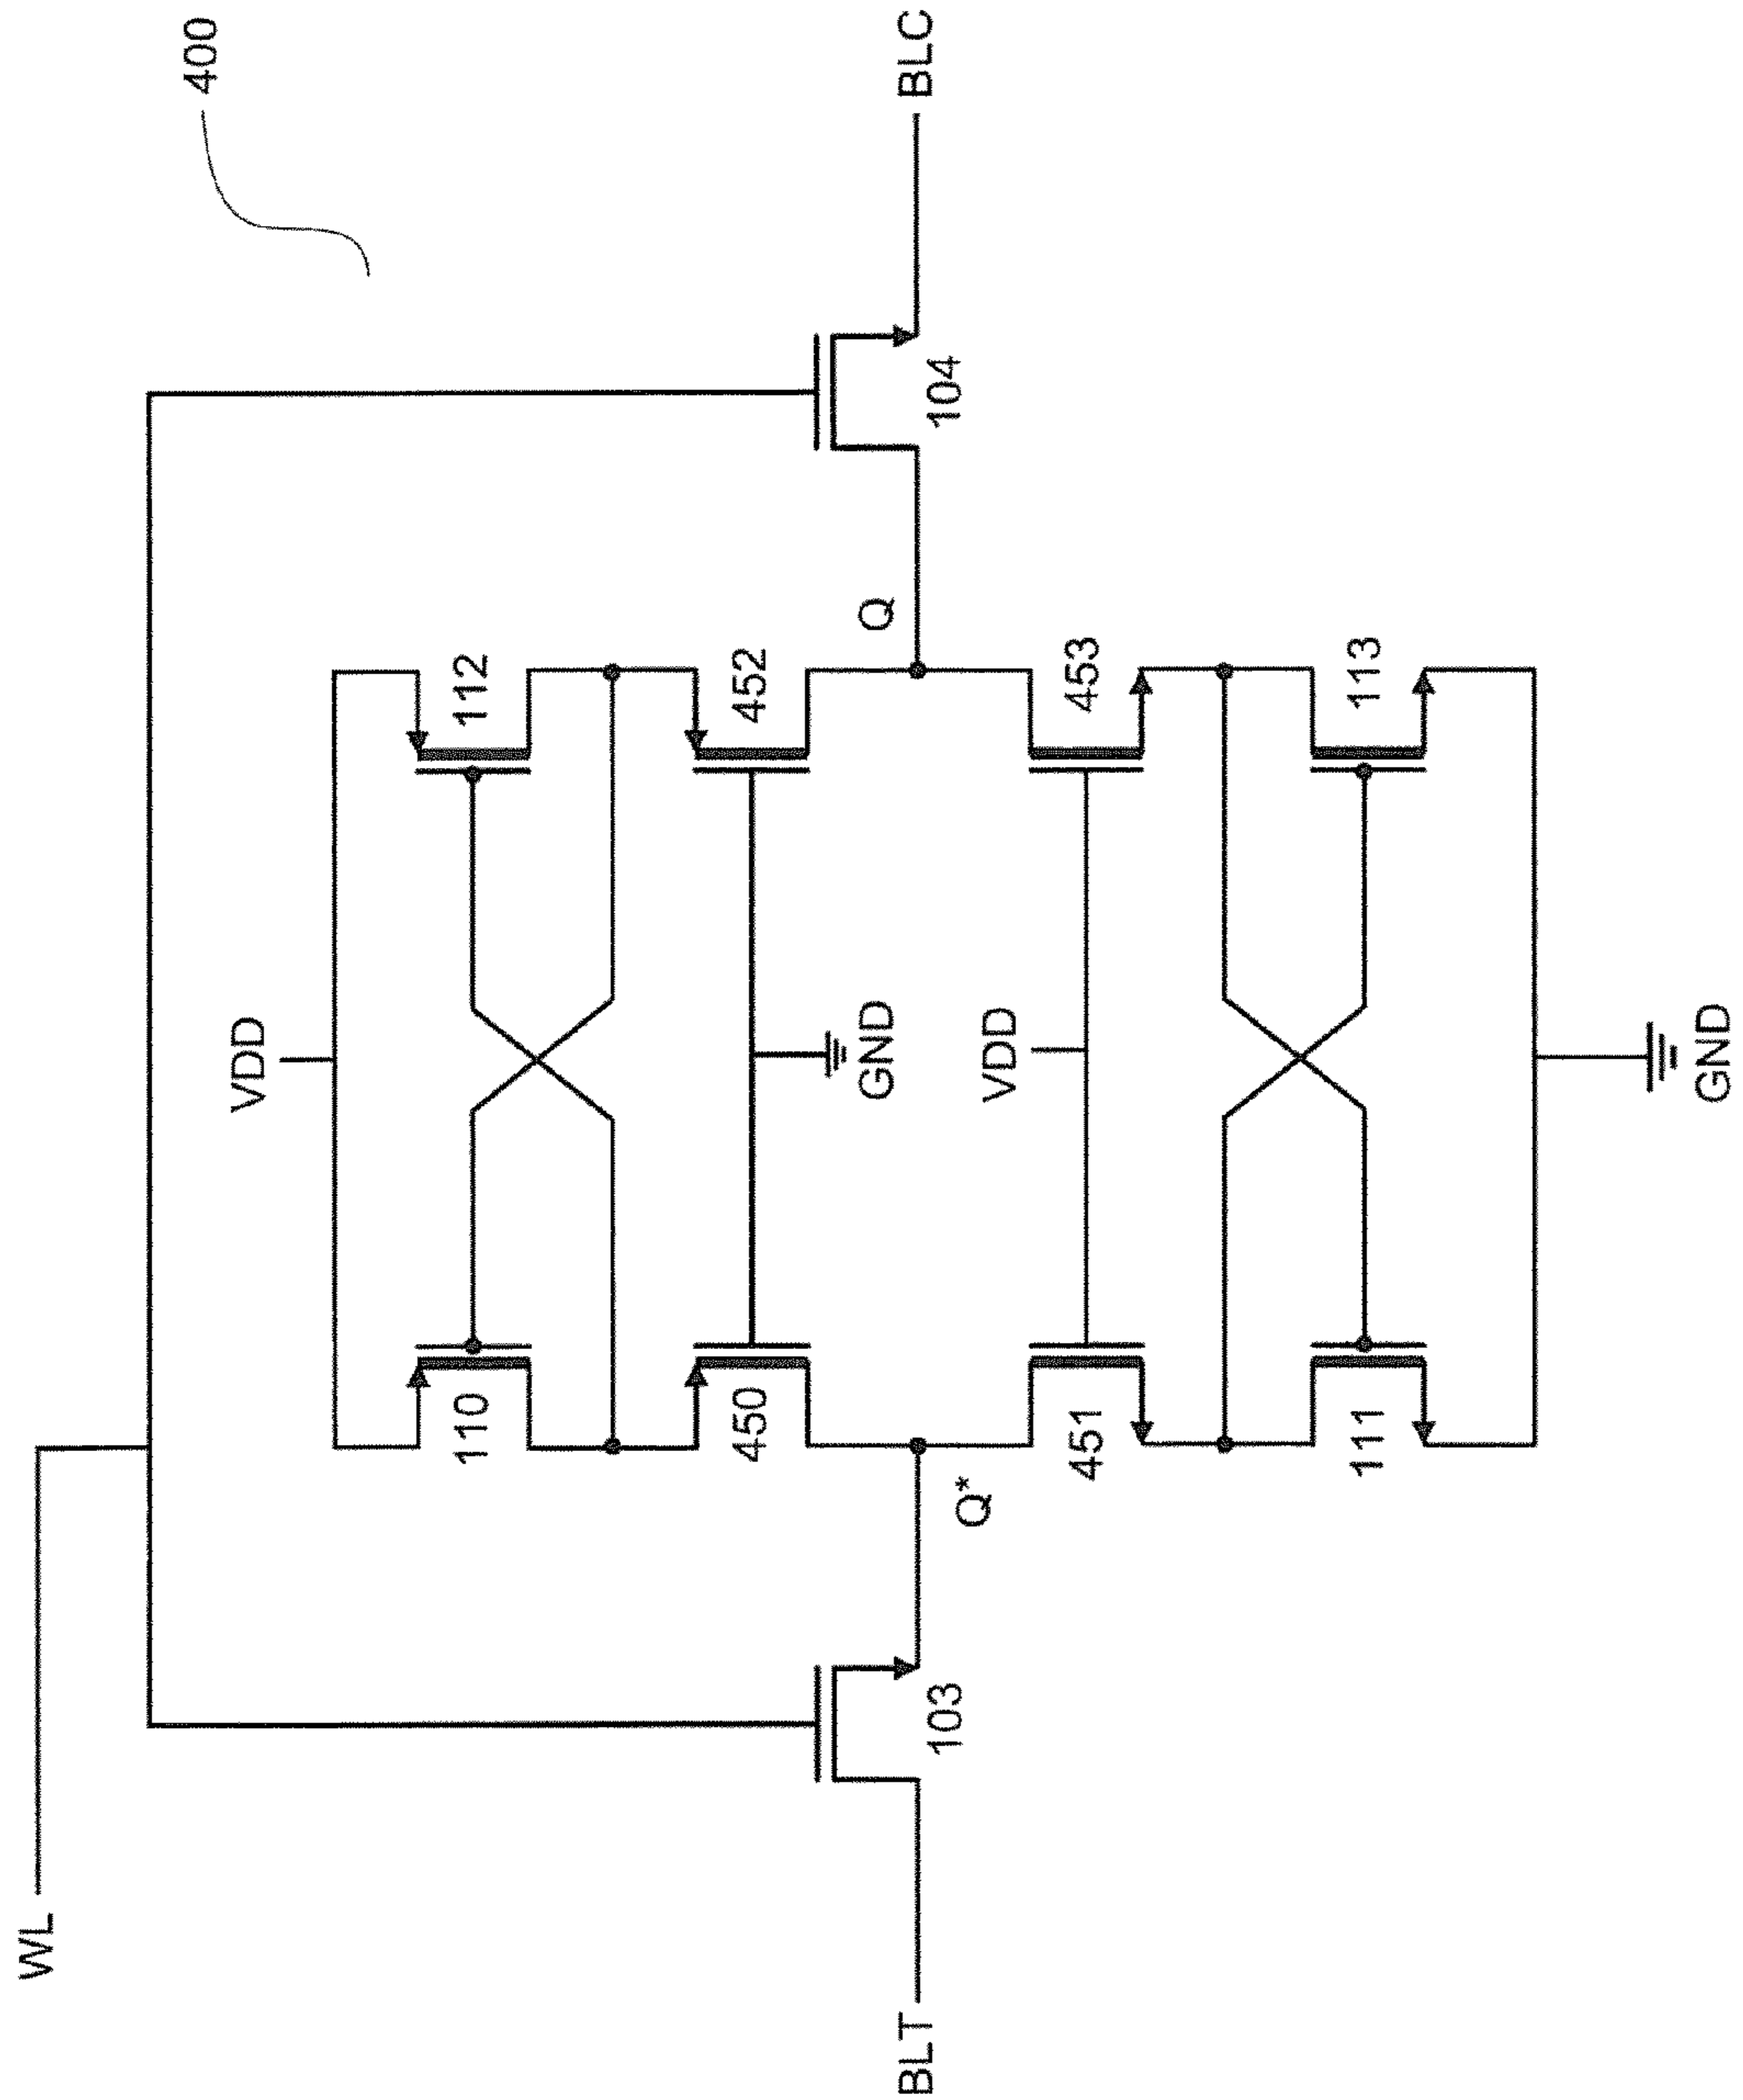 WL
400
VDD
110
112
450
452
GND
Q
Q*
BLT
103
104
BLC
VDD
451
453
111
113
GND